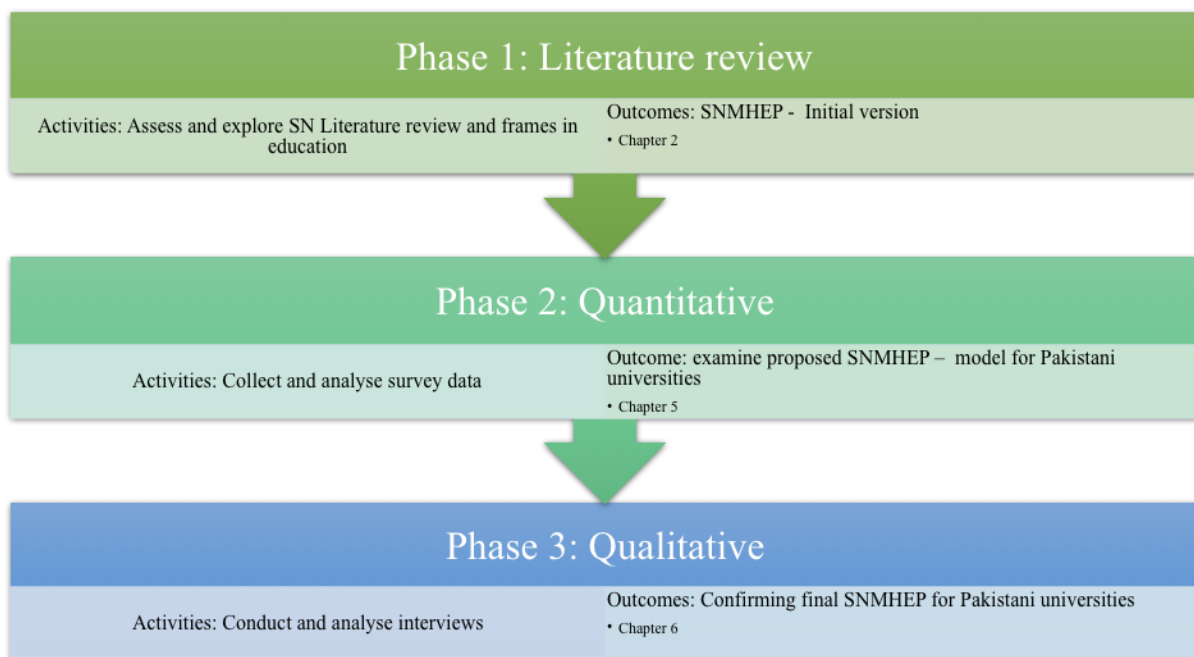 Phase 1: Literature review
Activities: Assess and explore SN Literature review and frames in
education
Outcomes: SNMHEP -  Initial version
• Chapter 2
Phase 2: Quantitative
Activities: Collect and analyse survey data
Outcome: examine proposed SNMHEP –  model for Pakistani
universities
• Chapter 5
Phase 3: Qualitative
Activities: Conduct and analyse interviews
Outcomes: Confirming final SNMHEP for Pakistani universities
• Chapter 6